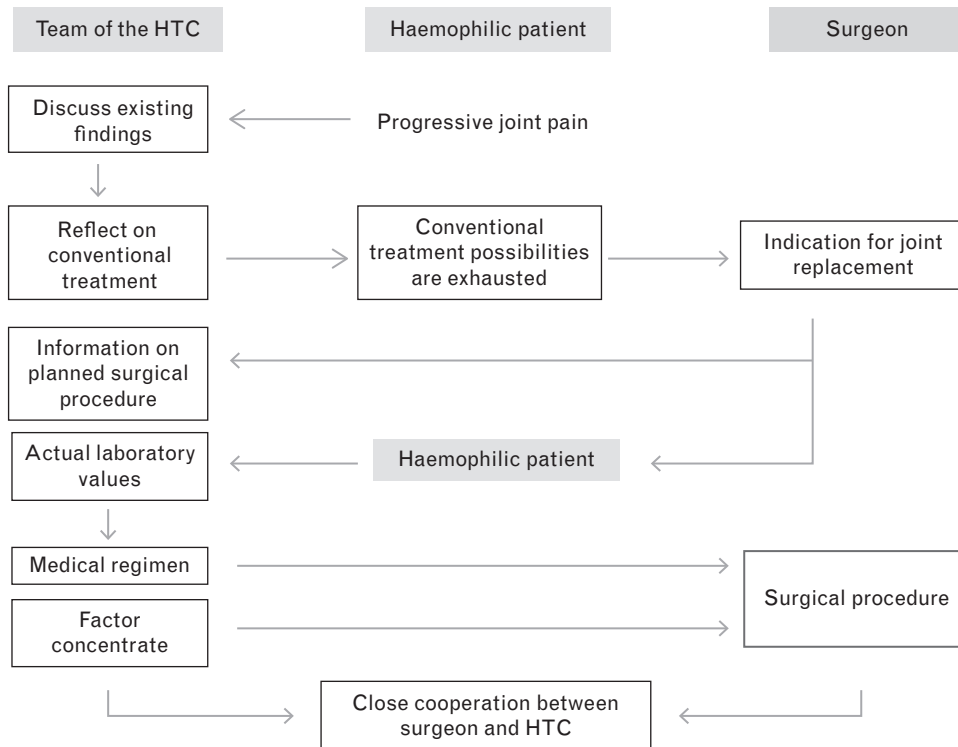 Team of the HTC
Haemophilic patient
Surgeon
Discuss existing
findings
Progressive joint pain
Reflect on
conventional
treatment
Conventional
treatment possibilities
are exhausted
Indication for joint
replacement
Information on
planned surgical
procedure
Actual laboratory
values
Haemophilic patient
Medical regimen
Surgical procedure
Factor
concentrate
Close cooperation between
surgeon and HTC